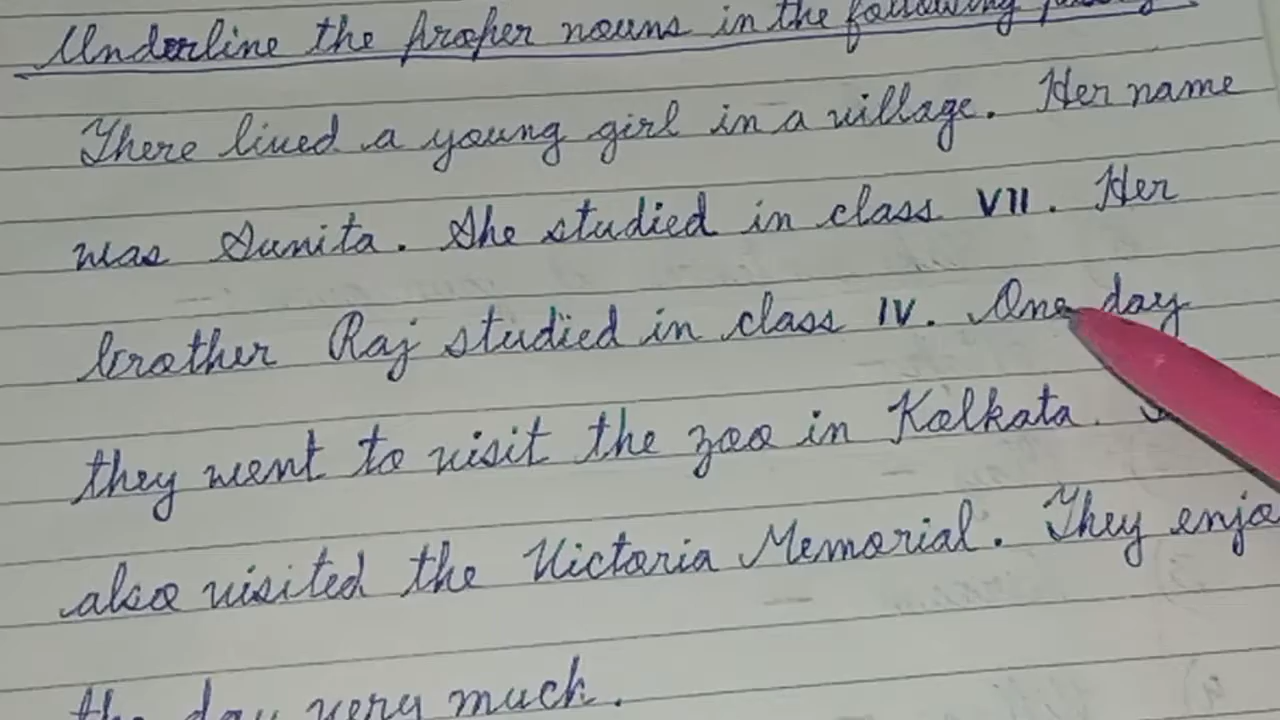 Underline the proper nouns in the following
There lived a young girl in a village. Her name
was Sunita. She studied in class VII. Her
brother Raj studied in class IV. One day
they went to visit the zoo in Kolkata.
also visited the Victoria Memorial. They enjo
the day very much.